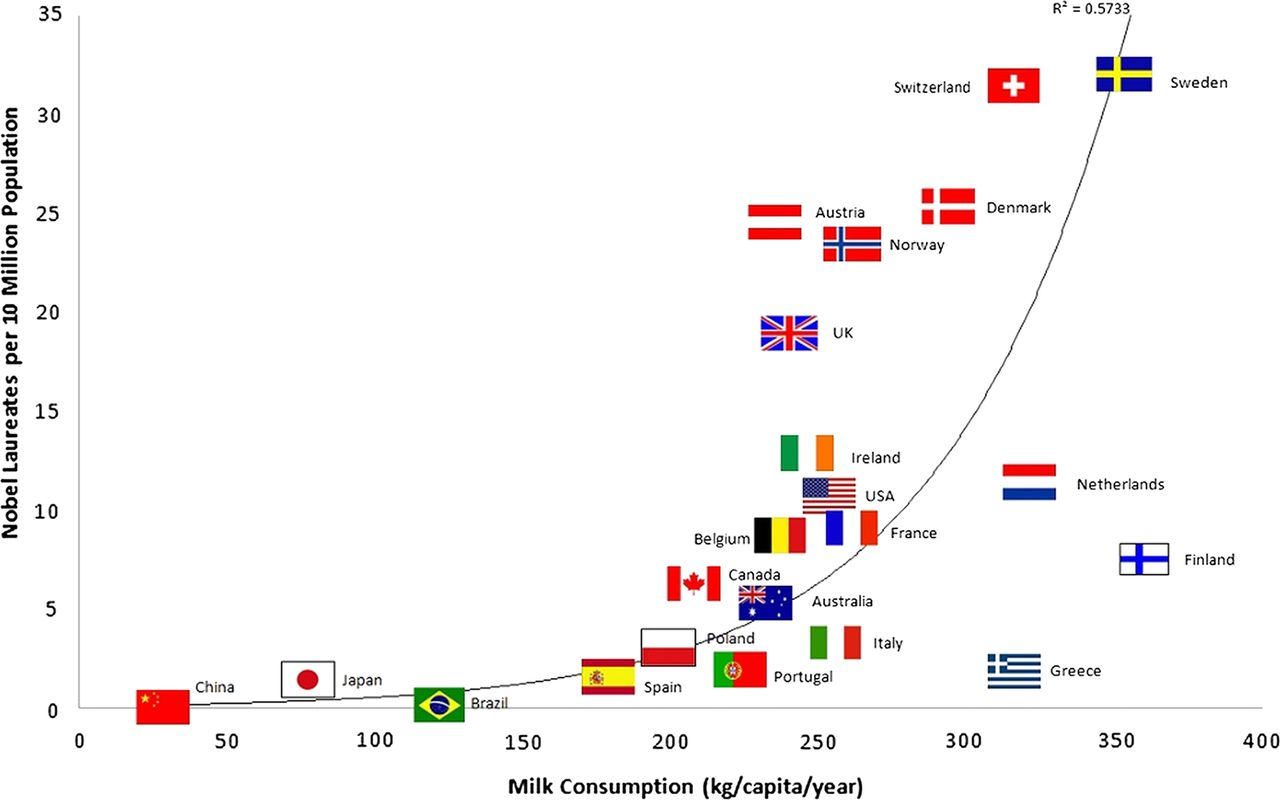 R² = 0.5733
35
30
25
20
15
10
5
0
Nobel Laureates per 10 Million Population
Switzerland
Sweden
Austria
Denmark
Norway
UK
Ireland
USA
Netherlands
Belgium
France
Finland
Canada
Australia
Poland
Italy
Portugal
Greece
China
Japan
Spain
Brazil
0 50 100 150 200 250 300 350 400
Milk Consumption (kg/capita/year)